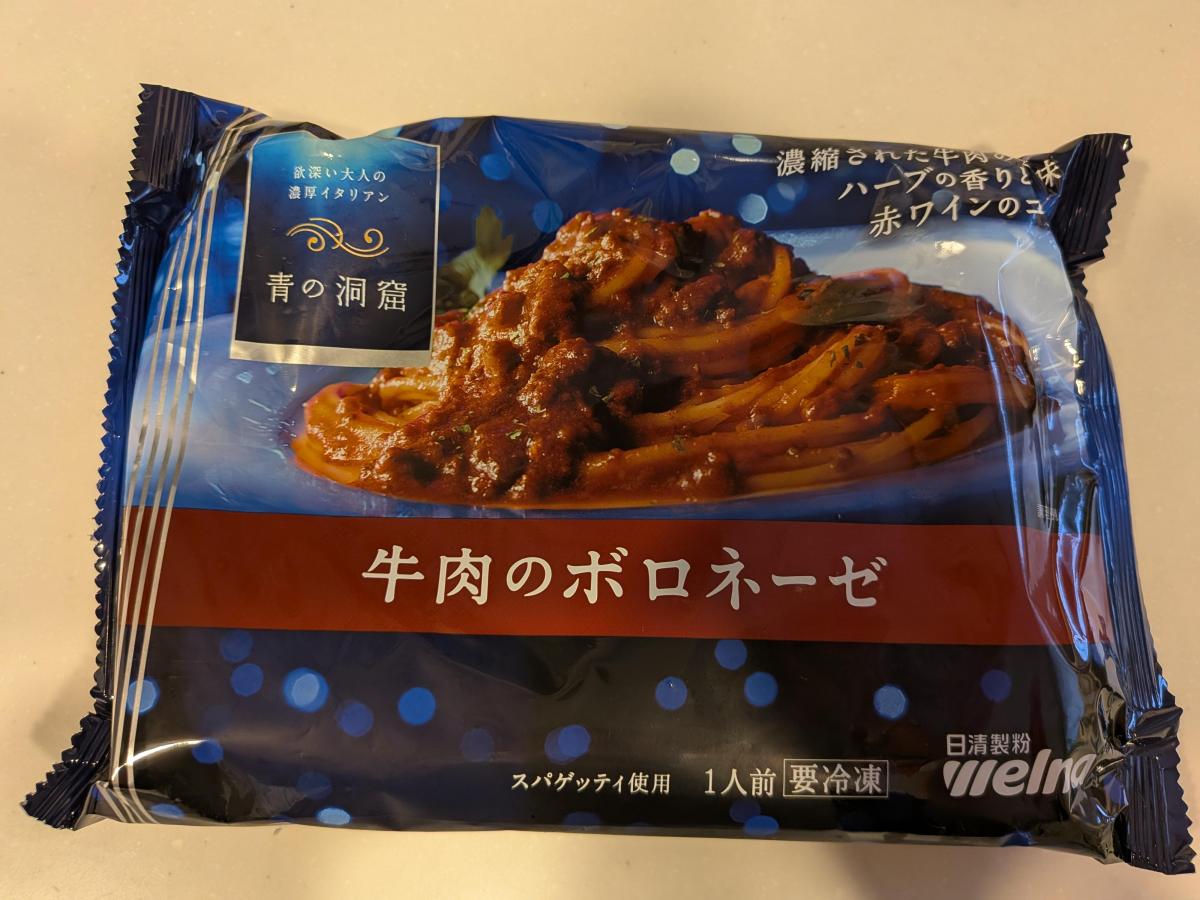 欲深い大人の
濃厚イタリアン
青の洞窟
濃縮された牛肉の
ハーブの香りと味
赤ワインのコ
牛肉のボロネーゼ
スパゲッティ使用 1人前 要冷凍
日清製粉
welna